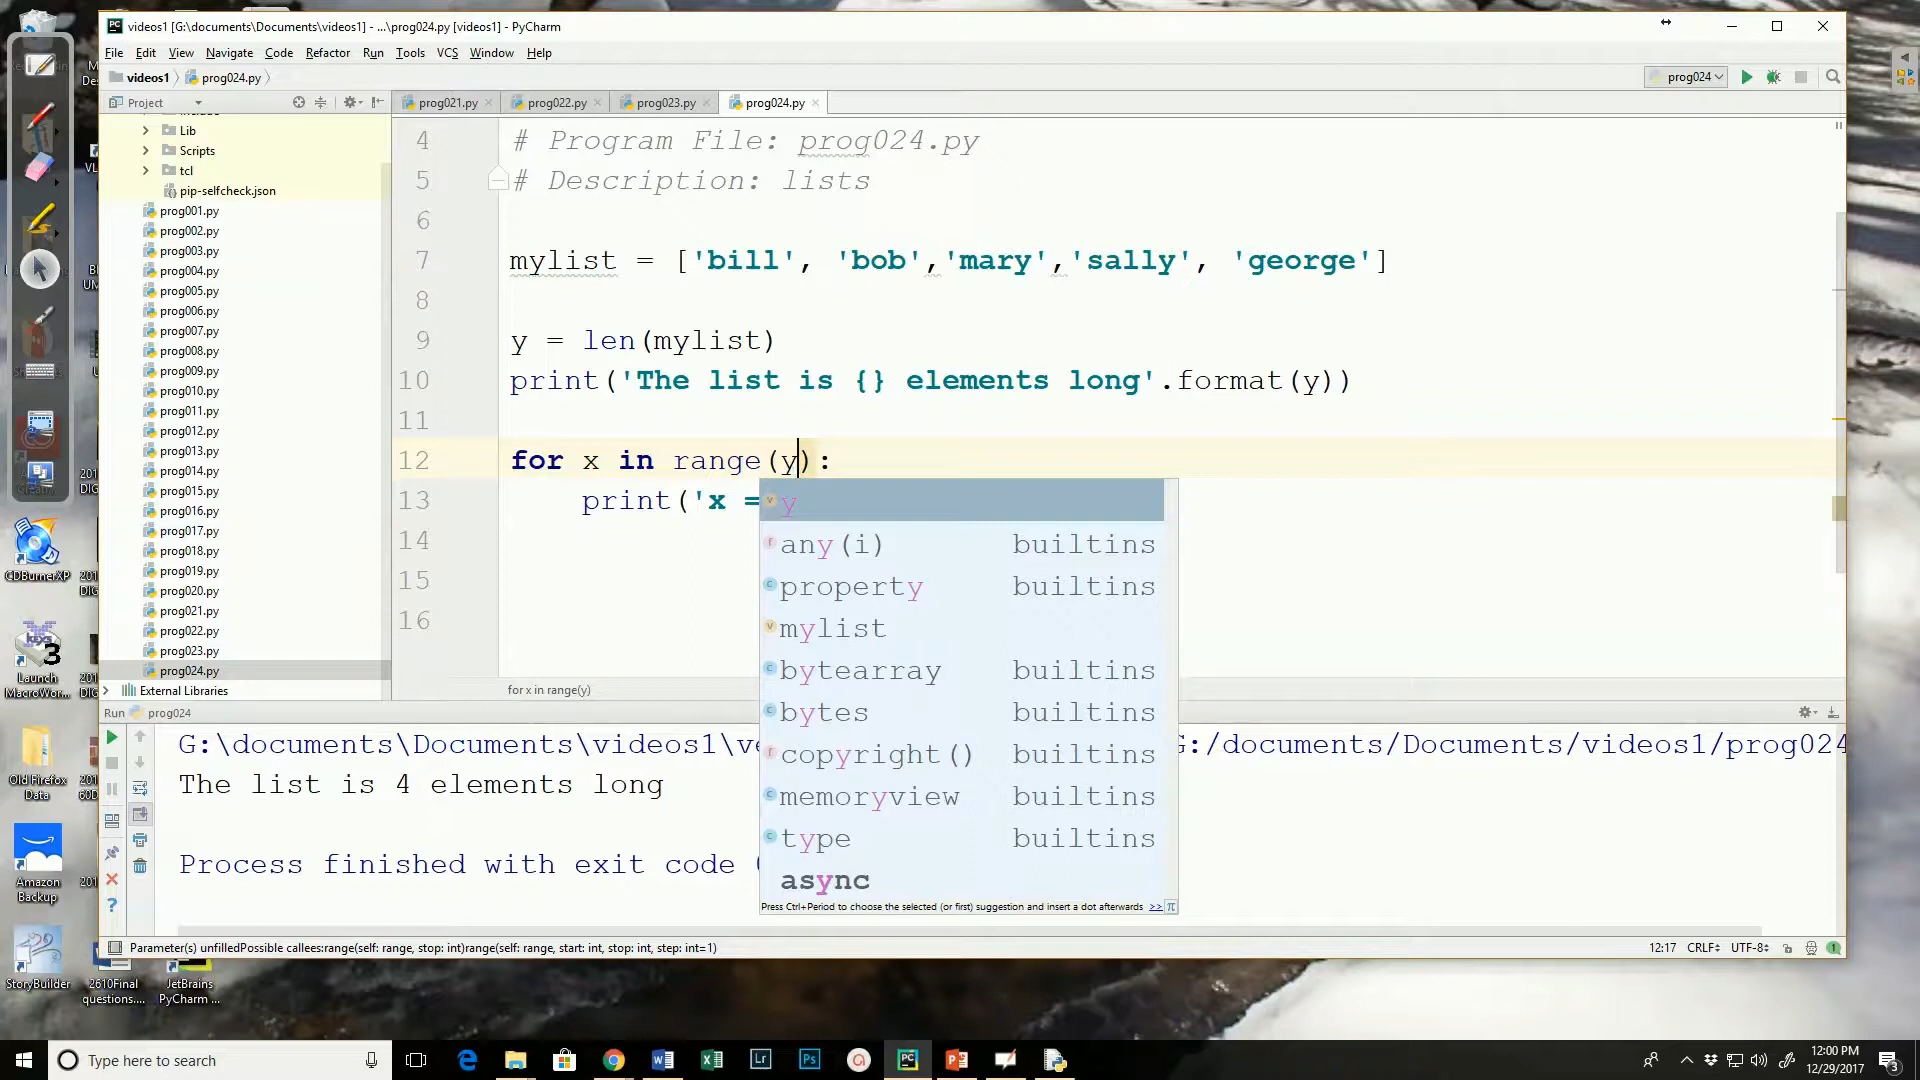 videos1 [G:\documents\Documents\videos1] - ...\prog024.py [videos1] - PyCharm
File Edit View Navigate Code Refactor Run Tools VCS Window Help
videos1 prog024.py
prog024
Project
prog021.py prog022.py prog023.py prog024.py
Lib
Scripts
tcl
pip-selfcheck.json
prog001.py
prog002.py
prog003.py
prog004.py
prog005.py
prog006.py
prog007.py
prog008.py
prog009.py
prog010.py
prog011.py
prog012.py
prog013.py
prog014.py
prog015.py
prog016.py
prog017.py
prog018.py
prog019.py
prog020.py
prog021.py
prog022.py
prog023.py
prog024.py
External Libraries
4 # Program File: prog024.py
5 # Description: lists
6
7 mylist = ['bill', 'bob','mary','sally', 'george']
8
9 y = len(mylist)
10 print('The list is {} elements long'.format(y))
11
12 for x in range(y):
13 print('x =
14
15
16
y
any(i) builtins
property builtins
mylist
bytearray builtins
bytes builtins
copyright() builtins
memoryview builtins
type builtins
async
Press Ctrl+Period to choose the selected (or first) suggestion and insert a dot afterwards >> π
for x in range(y)
Run prog024
G:\documents\Documents\videos1\ve G:/documents/Documents/videos1/prog024
The list is 4 elements long
Process finished with exit code
Parameter(s) unfilledPossible callees:range(self: range, stop: int)range(self: range, start: int, stop: int, step: int=1)
12:17 CRLF UTF-8
1
CDBurnerXP
Launch
MacroWor...
Old Firefox
Data
Amazon
Backup
StoryBuilder
2610Final
questions....
JetBrains
PyCharm ...
Type here to search
12:00 PM
12/29/2017
3